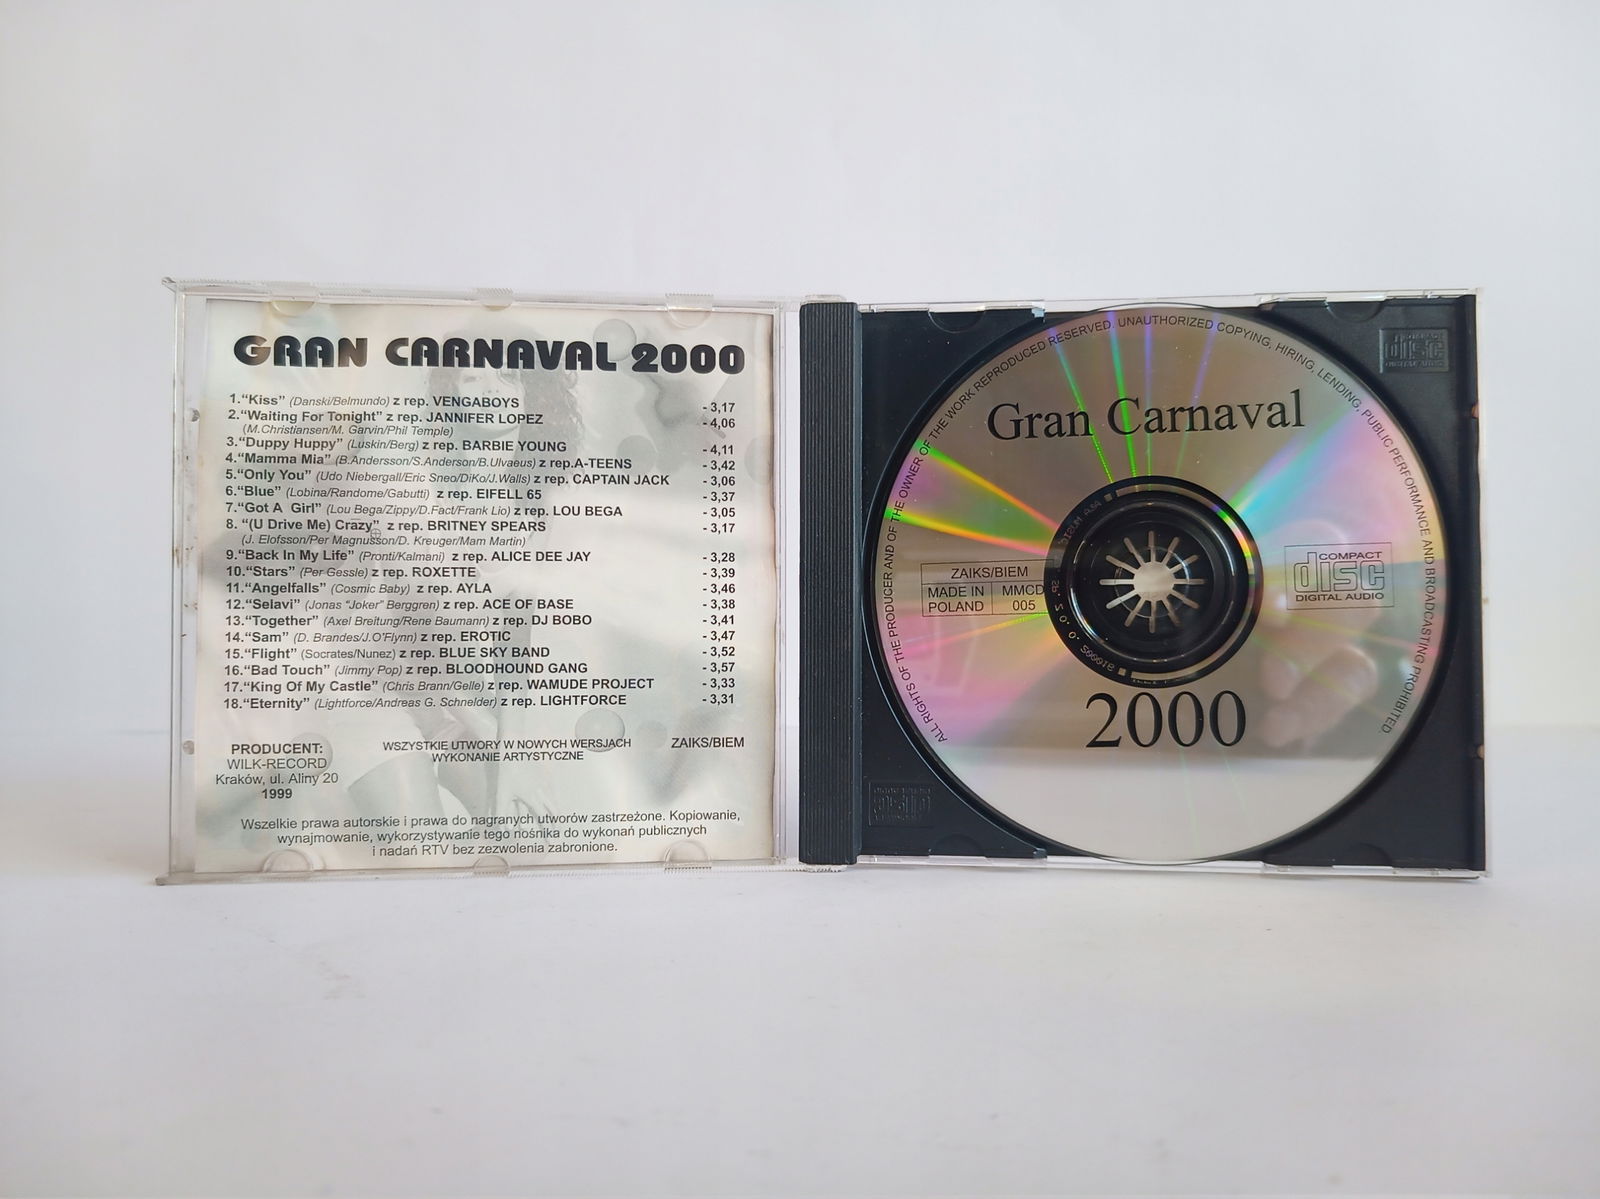 GRAN CARNAVAL 2000
1.“Kiss” (Danski/Belmundo) z rep. VENGABOYS - 3,17
2.“Waiting For Tonight” z rep. JANNIFER LOPEZ - 4,06
(M.Christiansen/M. Garvin/Phil Temple)
3.“Duppy Huppy” (Luskin/Berg) z rep. BARBIE YOUNG - 4,11
4.“Mamma Mia” (B.Andersson/S.Anderson/B.Ulvaeus) z rep.A-TEENS - 3,42
5.“Only You” (Udo Niebergall/Eric Sneo/DiKo/J.Walls) z rep. CAPTAIN JACK - 3,06
6.“Blue” (Lobina/Randome/Gabutti) z rep. EIFELL 65 - 3,37
7.“Got A Girl” (Lou Bega/Zippy/D.Fact/Frank Lio) z rep. LOU BEGA - 3,05
8. “(U Drive Me) Crazy” z rep. BRITNEY SPEARS - 3,17
(J. Elofsson/Per Magnusson/D. Kreuger/Mam Martin)
9.“Back In My Life” (Pronti/Kalmani) z rep. ALICE DEE JAY - 3,28
10.“Stars” (Per Gessle) z rep. ROXETTE - 3,39
11.“Angelfalls” (Cosmic Baby) z rep. AYLA - 3,46
12.“Selavi” (Jonas “Joker” Berggren) z rep. ACE OF BASE - 3,38
13.“Together” (Axel Breitung/Rene Baumann) z rep. DJ BOBO - 3,41
14.“Sam” (D. Brandes/J.O'Flynn) z rep. EROTIC - 3,47
15.“Flight” (Socrates/Nunez) z rep. BLUE SKY BAND - 3,52
16.“Bad Touch” (Jimmy Pop) z rep. BLOODHOUND GANG - 3,57
17.“King Of My Castle” (Chris Brann/Gelle) z rep. WAMUDE PROJECT - 3,33
18.“Eternity” (Lightforce/Andreas G. Schnelder) z rep. LIGHTFORCE - 3,31
PRODUCENT:
WILK-RECORD
Kraków, ul. Aliny 20
1999
WSZYSTKIE UTWORY W NOWYCH WERSJACH
WYKONANIE ARTYSTYCZNE
ZAIKS/BIEM
Wszelkie prawa autorskie i prawa do nagranych utworów zastrzeżone. Kopiowanie,
wynajmowanie, wykorzystywanie tego nośnika do wykonań publicznych
i nadań RTV bez zezwolenia zabronione.
ALL RIGHTS OF THE PRODUCER AND OF THE OWNER OF THE WORK REPRODUCED RESERVED. UNAUTHORIZED COPYING, HIRING, LENDING, PUBLIC PERFORMANCE AND BROADCASTING PROHIBITED.
Gran Carnaval
ZAIKS/BIEM
MADE IN POLAND
MMCD 005
COMPACT
disc
DIGITAL AUDIO
2000
COMPACT
disc
DIGITAL AUDIO